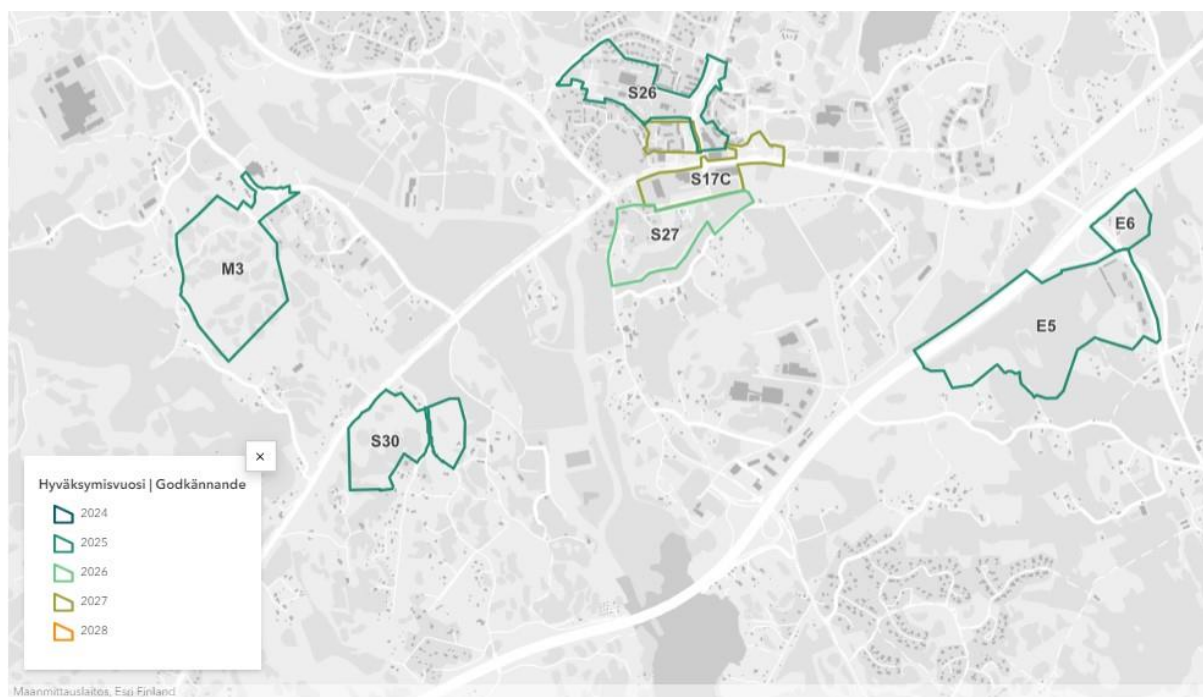 S26
S17C
S27
E6
M3
E5
S30
×
Hyväksymisvuosi | Godkännande
2024
2025
2026
2027
2028
Maanmittauslaitos, Esri Finland